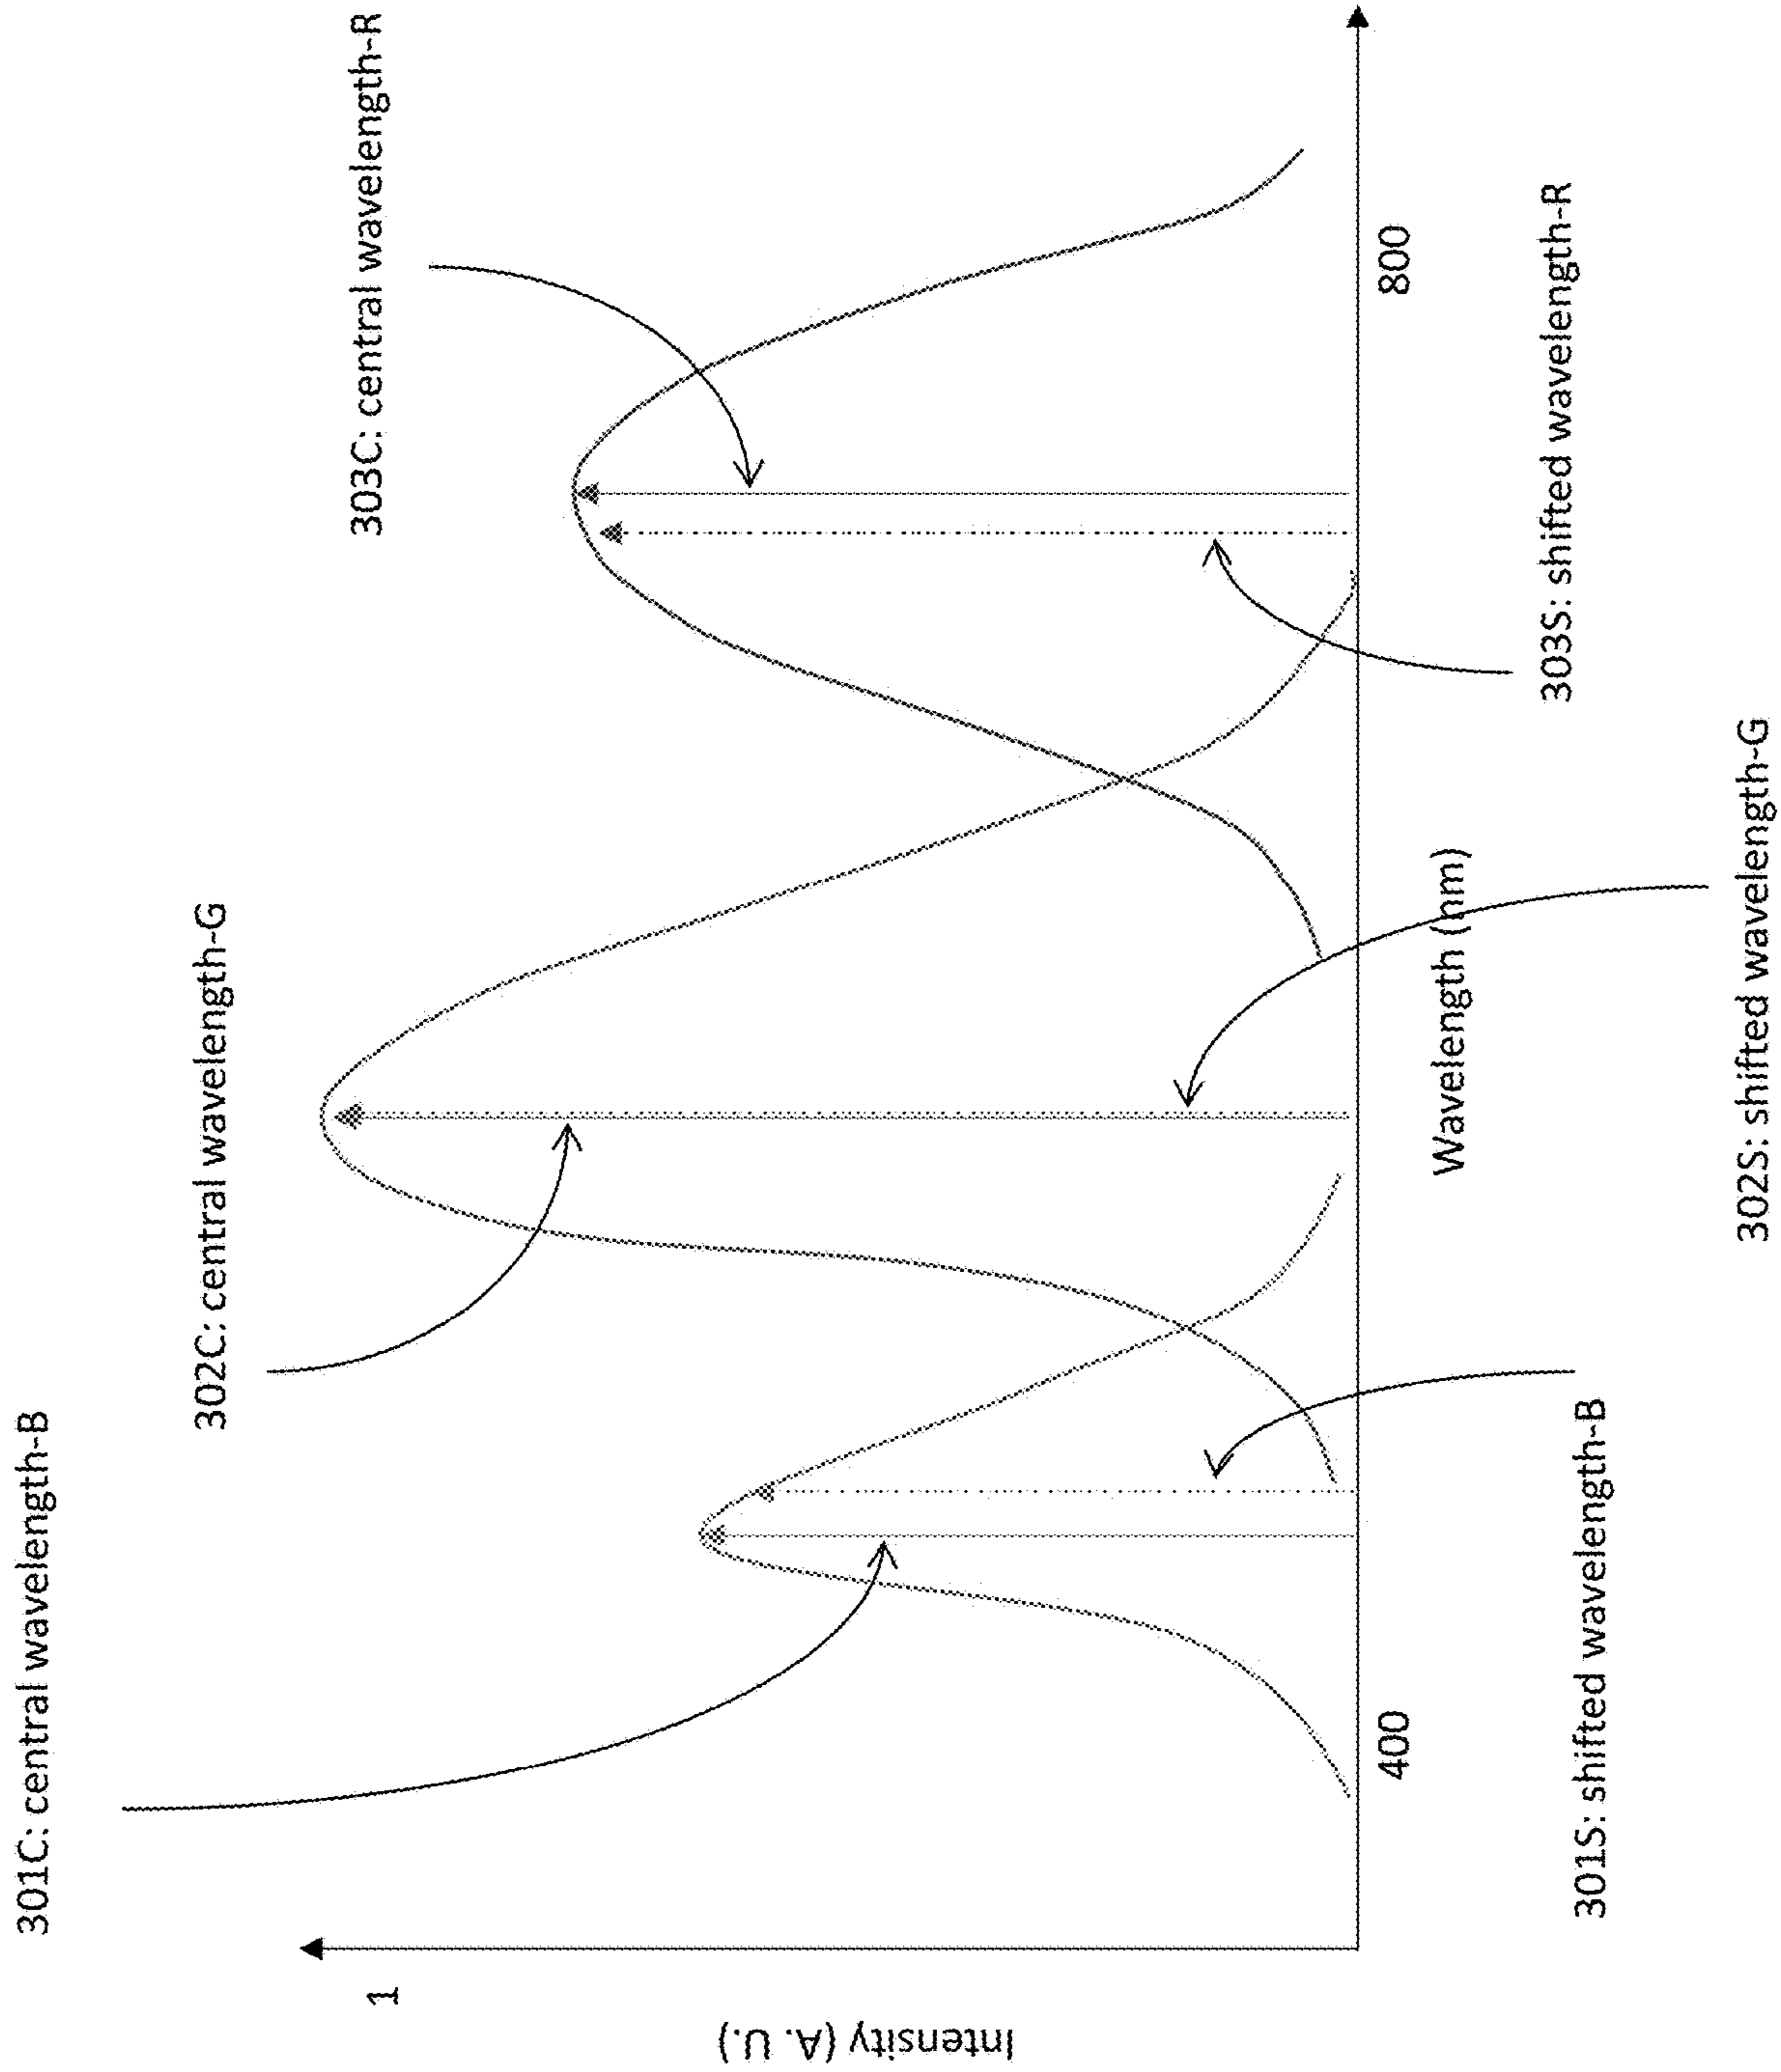 301C: central wavelength-B
302C: central wavelength-G
303C: central wavelength-R
1
Intensity (A. U.)
400
800
Wavelength (nm)
301S: shifted wavelength-B
302S: shifted wavelength-G
303S: shifted wavelength-R